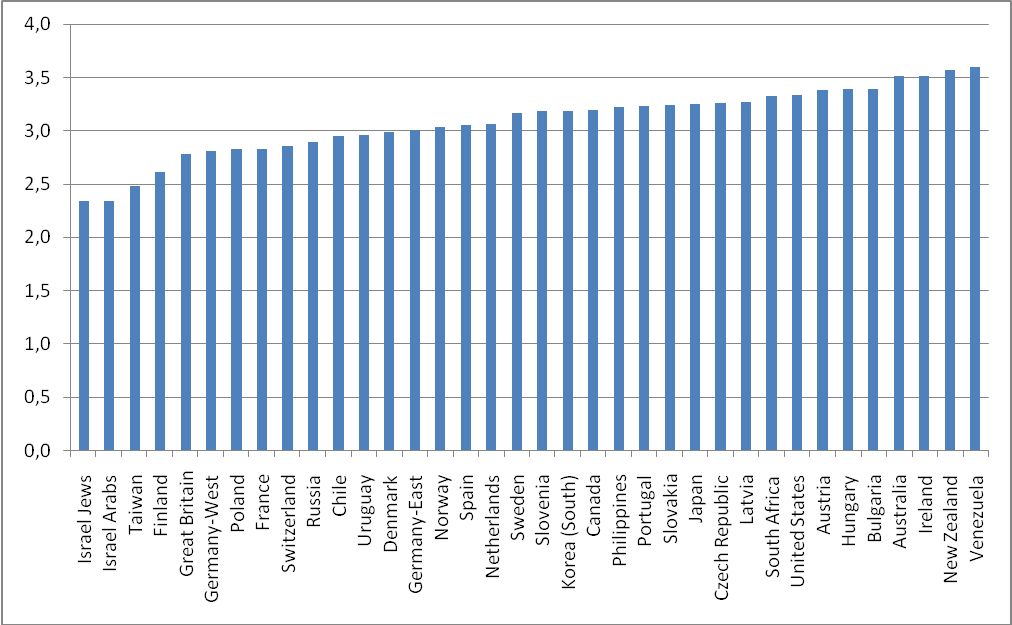 4,0
3,5
3,0
2,5
2,0
1,5
1,0
0,5
0,0
Israel Jews
Israel Arabs
Taiwan
Finland
Great Britain
Germany-West
Poland
France
Switzerland
Russia
Chile
Uruguay
Denmark
Germany-East
Norway
Spain
Netherlands
Sweden
Slovenia
Korea (South)
Canada
Philippines
Portugal
Slovakia
Japan
Czech Republic
Latvia
South Africa
United States
Austria
Hungary
Bulgaria
Australia
Ireland
New Zealand
Venezuela